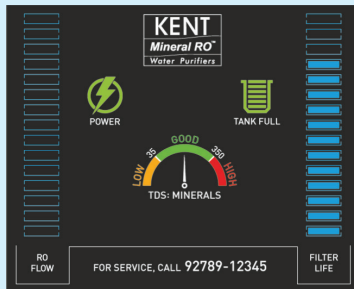 KENT
Mineral RO™
Water Purifiers
POWER
TANK FULL
LOW 35 GOOD 350 HIGH
TDS: MINERALS
RO
FLOW
FOR SERVICE, CALL 92789-12345
FILTER
LIFE